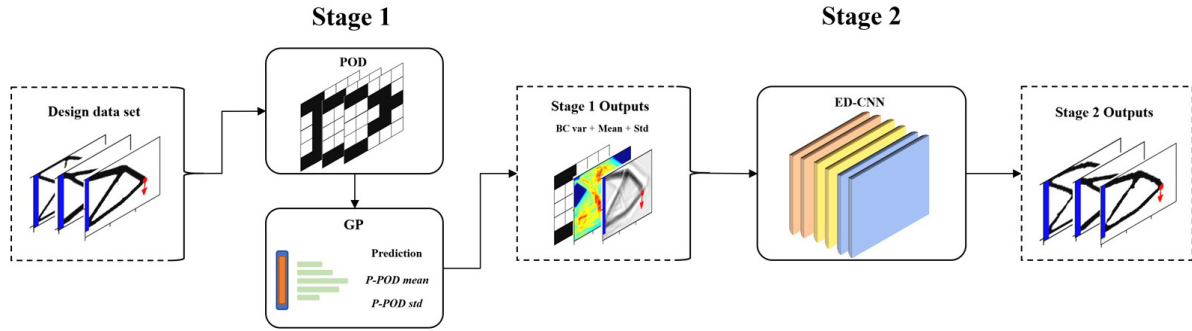 Stage 1
Stage 2
Design data set
POD
GP
Prediction
P-POD mean
P-POD std
Stage 1 Outputs
BC var + Mean + Std
ED-CNN
Stage 2 Outputs